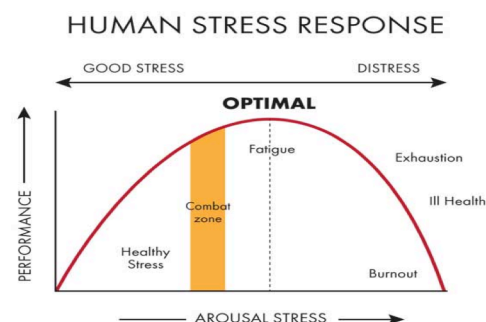 HUMAN STRESS RESPONSE
GOOD STRESS
DISTRESS
OPTIMAL
Fatigue
Exhaustion
Ill Health
Combat
zone
Healthy
Stress
Burnout
PERFORMANCE
AROUSAL STRESS